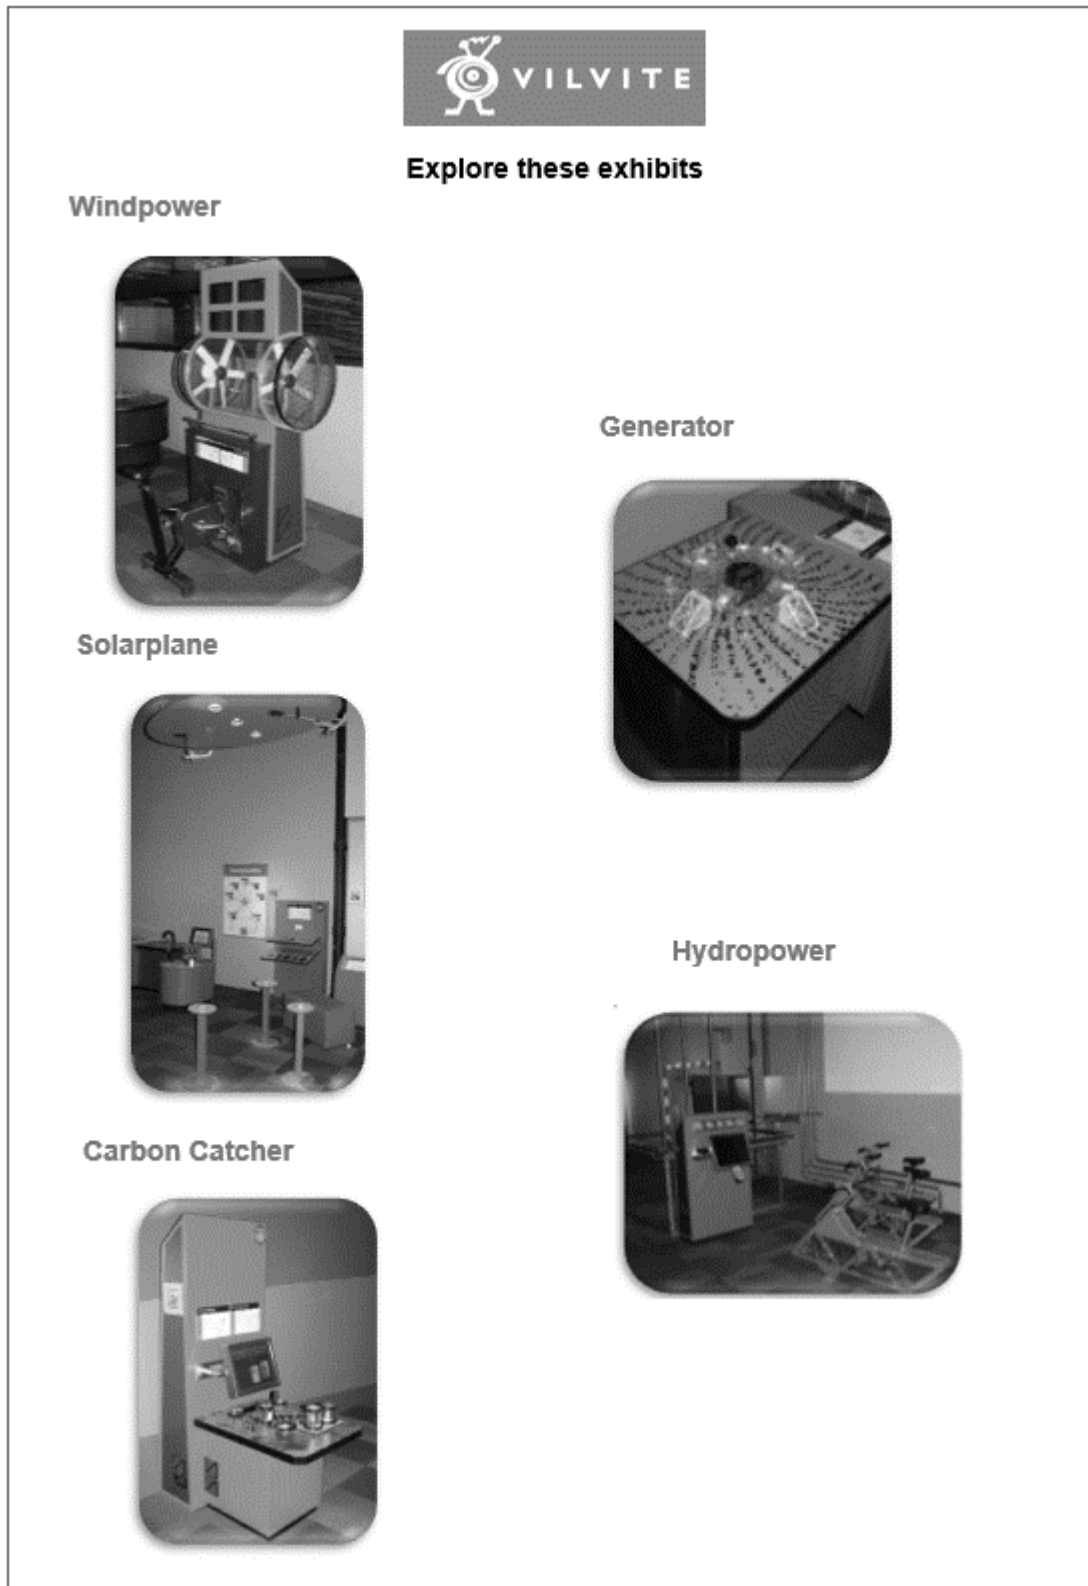 VILVITE
Explore these exhibits
Windpower
Generator
Solarplane
Hydropower
Carbon Catcher